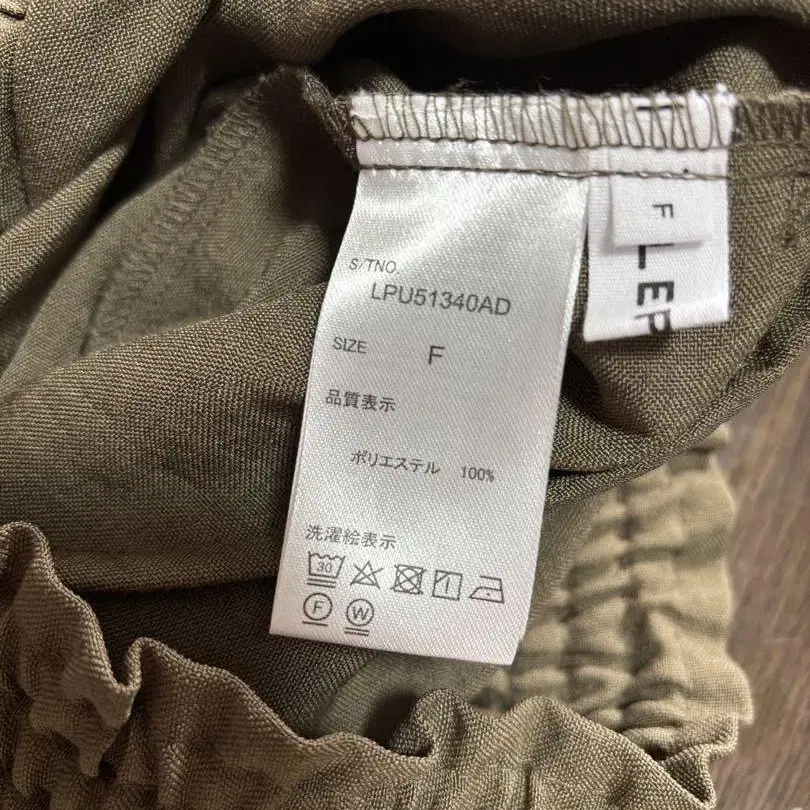 S/TNO.
LPU51340AD
SIZE F
品質表示
ポリエステル 100%
洗濯絵表示
30
F W
F
FLEP